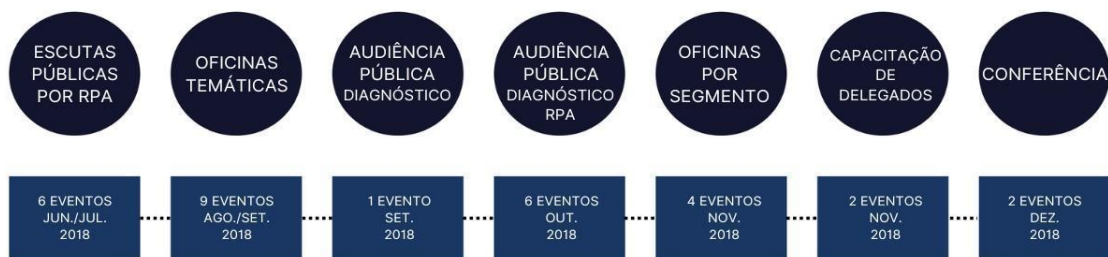 ESCUTAS
PÚBLICAS
POR RPA
OFICINAS
TEMÁTICAS
AUDIÊNCIA
PÚBLICA
DIAGNÓSTICO
AUDIÊNCIA
PÚBLICA
DIAGNÓSTICO
RPA
OFICINAS
POR
SEGMENTO
CAPACITAÇÃO
DE
DELEGADOS
CONFERÊNCIA
6 EVENTOS
JUN./JUL.
2018
9 EVENTOS
AGO./SET.
2018
1 EVENTO
SET.
2018
6 EVENTOS
OUT.
2018
4 EVENTOS
NOV.
2018
2 EVENTOS
NOV.
2018
2 EVENTOS
DEZ.
2018